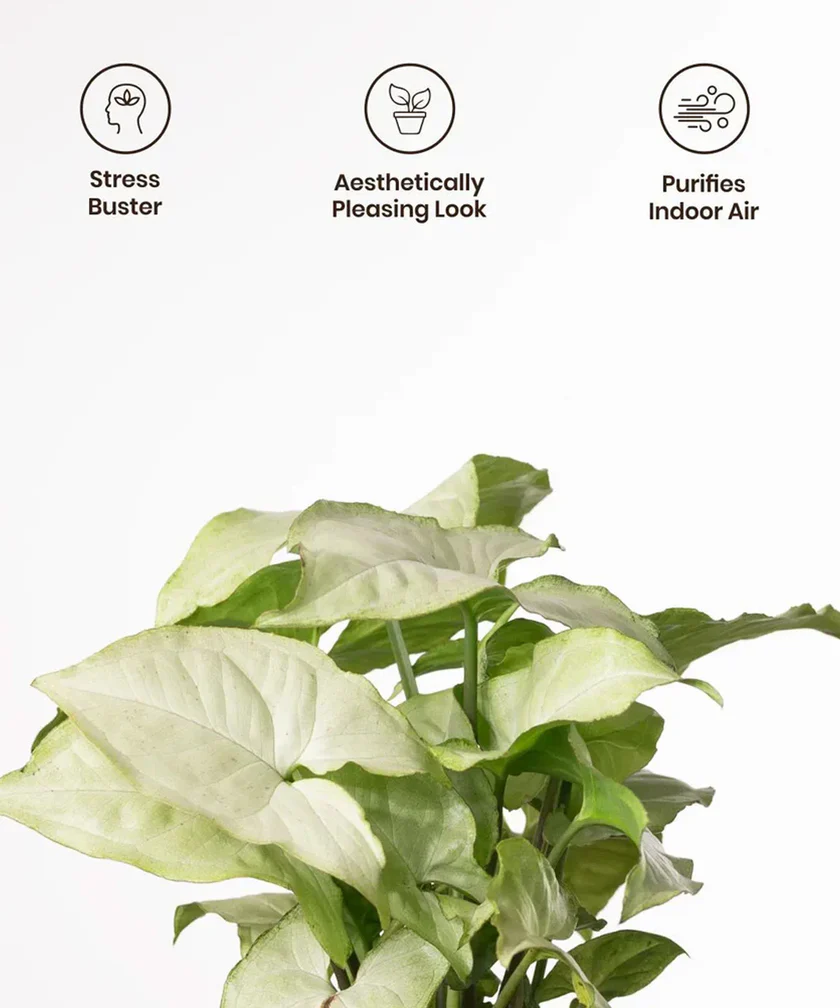 Stress
Buster
Aesthetically
Pleasing Look
Purifies
Indoor Air